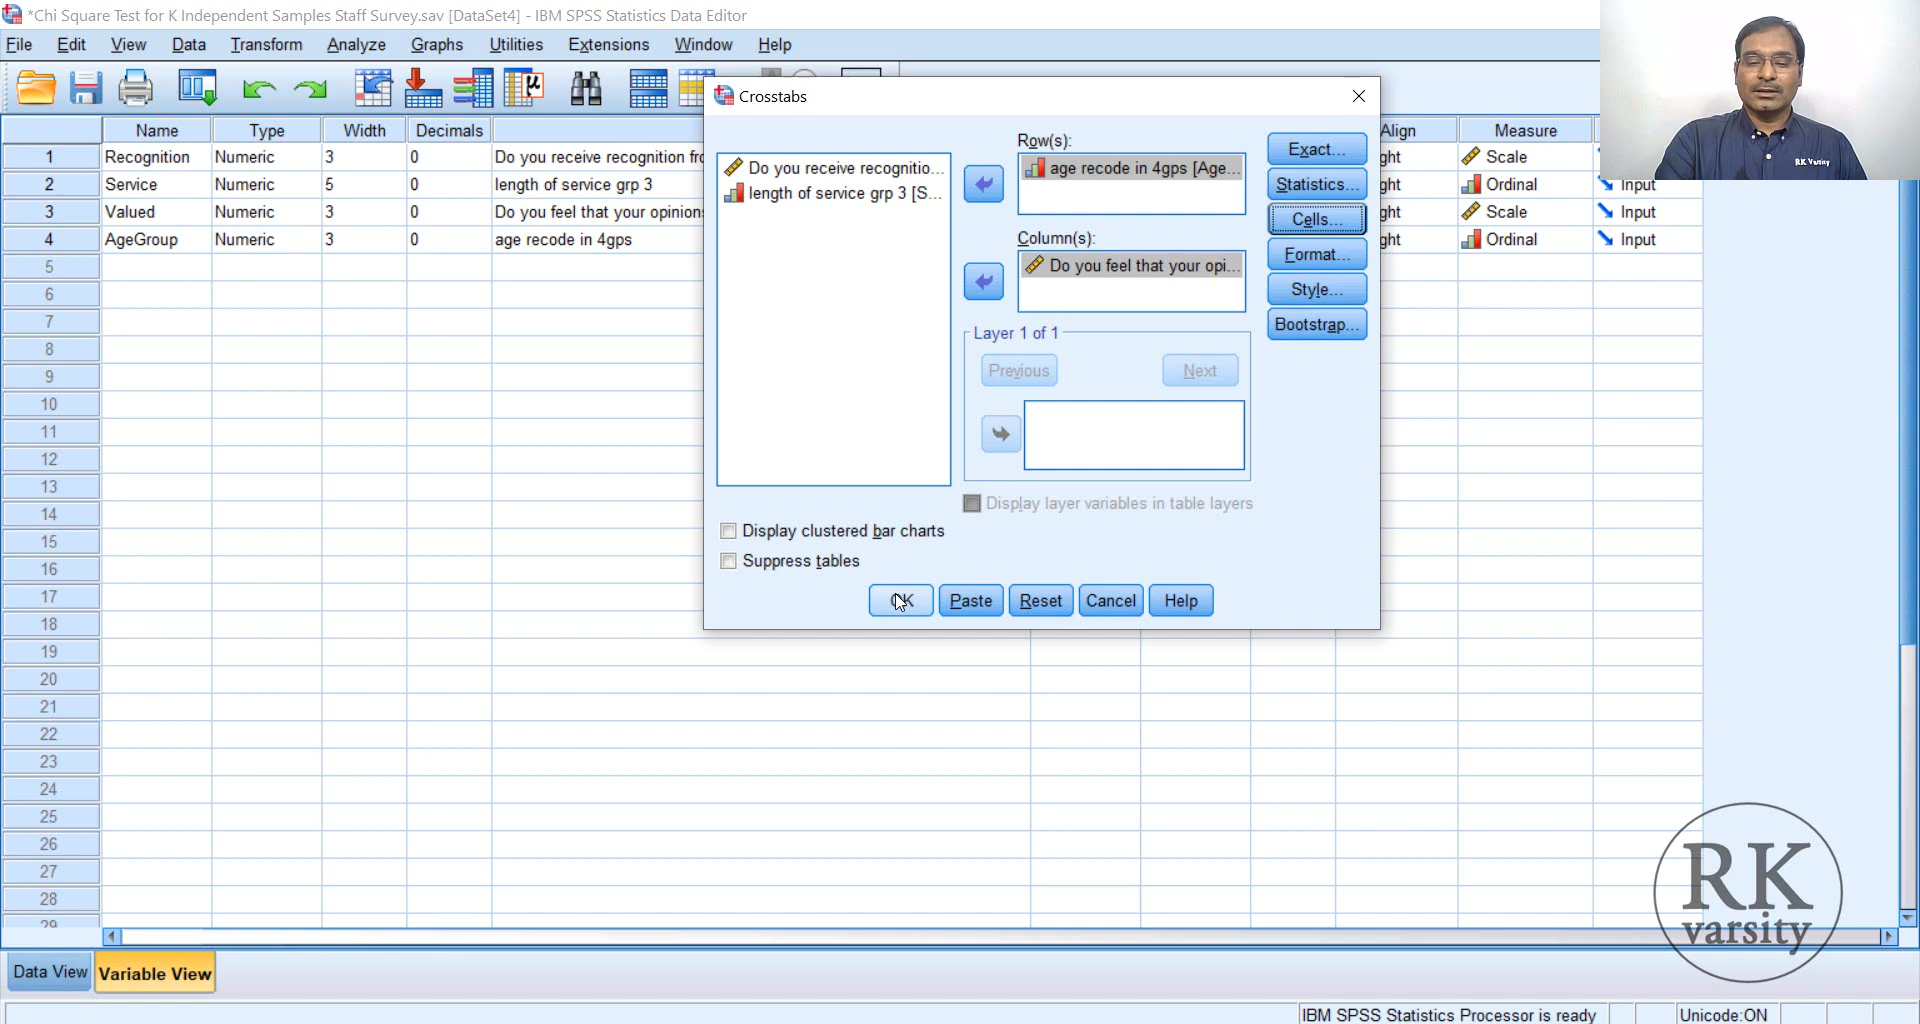 *Chi Square Test for K Independent Samples Staff Survey.sav [DataSet4] - IBM SPSS Statistics Data Editor
File Edit View Data Transform Analyze Graphs Utilities Extensions Window Help
Crosstabs
Name Type Width Decimals Align Measure
1 Recognition Numeric 3 0 Do you receive recognition fro ght Scale
2 Service Numeric 5 0 length of service grp 3 ght Ordinal Input
3 Valued Numeric 3 0 Do you feel that your opinions ght Scale Input
4 AgeGroup Numeric 3 0 age recode in 4gps ght Ordinal Input
5
6
7
8
9
10
11
12
13
14
15
16
17
18
19
20
21
22
23
24
25
26
27
28
29
Do you receive recognitio...
length of service grp 3 [S...
Row(s):
age recode in 4gps [Age...
Column(s):
Do you feel that your opi...
Layer 1 of 1
Previous Next
Display layer variables in table layers
Exact...
Statistics...
Cells...
Format...
Style...
Bootstrap...
Display clustered bar charts
Suppress tables
OK Paste Reset Cancel Help
RK Varsity
RK
varsity
Data View Variable View
IBM SPSS Statistics Processor is ready Unicode:ON